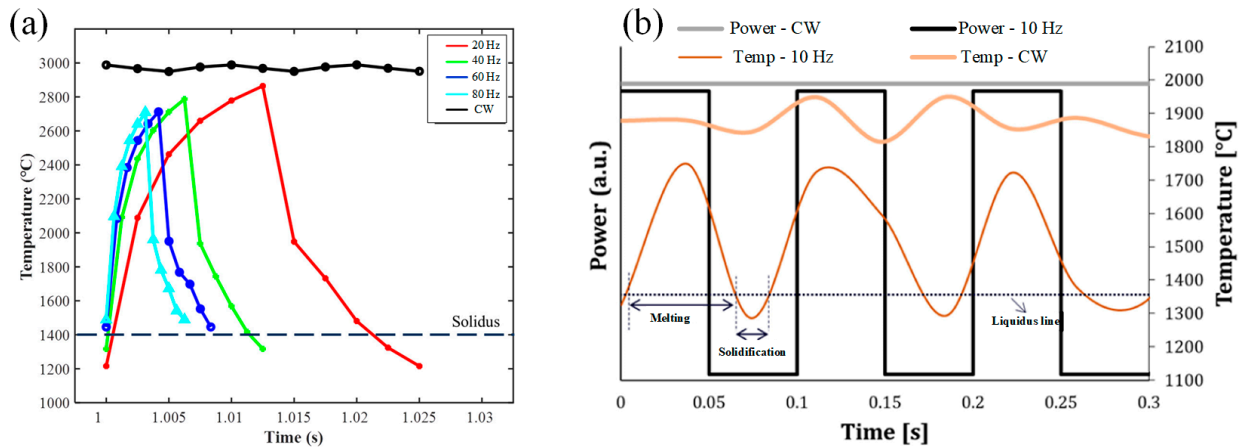 (a)
Temperature (°C)
3000
2800
2600
2400
2200
2000
1800
1600
1400
1200
1000
20 Hz
40 Hz
60 Hz
80 Hz
CW
Solidus
1
1.005
1.01
1.015
1.02
1.025
1.03
Time (s)
(b)
Power - CW
Power - 10 Hz
Temp - 10 Hz
Temp - CW
Power (a.u.)
Melting
Solidification
Liquidus line
2100
2000
1900
1800
1700
1600
1500
1400
1300
1200
1100
Temperature [°C]
0
0.05
0.1
0.15
0.2
0.25
0.3
Time [s]